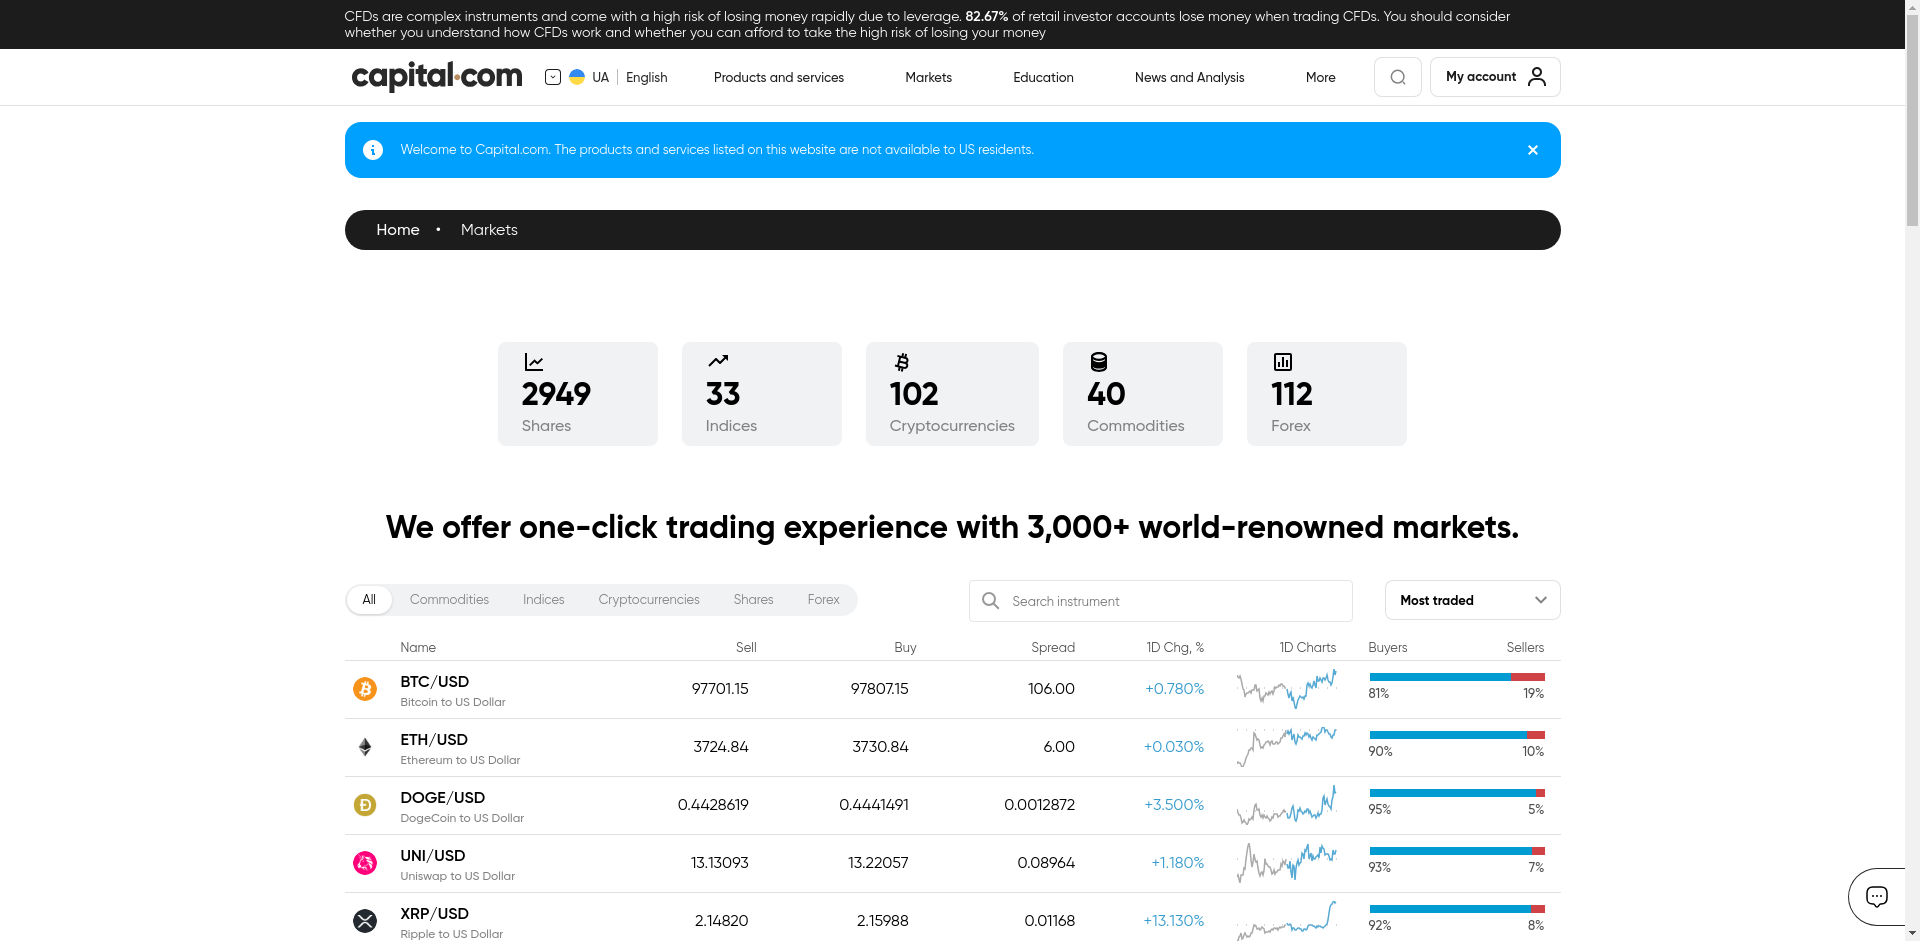 CFDs are complex instruments and come with a high risk of losing money rapidly due to leverage. 82.67% of retail investor accounts lose money when trading CFDs. You should consider
whether you understand how CFDs work and whether you can afford to take the high risk of losing your money
capital.com UA English Products and services Markets Education News and Analysis More My account
Welcome to Capital.com. The products and services listed on this website are not available to US residents.
Home • Markets
2949 33 102 40 112
Shares Indices Cryptocurrencies Commodities Forex
We offer one-click trading experience with 3,000+ world-renowned markets.
All Commodities Indices Cryptocurrencies Shares Forex Search instrument Most traded
Name Sell Buy Spread 1D Chg, % 1D Charts Buyers Sellers
BTC/USD 97701.15 97807.15 106.00 +0.780% 81% 19%
Bitcoin to US Dollar
ETH/USD 3724.84 3730.84 6.00 +0.030% 90% 10%
Ethereum to US Dollar
DOGE/USD 0.4428619 0.4441491 0.0012872 +3.500% 95% 5%
DogeCoin to US Dollar
UNI/USD 13.13093 13.22057 0.08964 +1.180% 93% 7%
Uniswap to US Dollar
XRP/USD 2.14820 2.15988 0.01168 +13.130% 92% 8%
Ripple to US Dollar